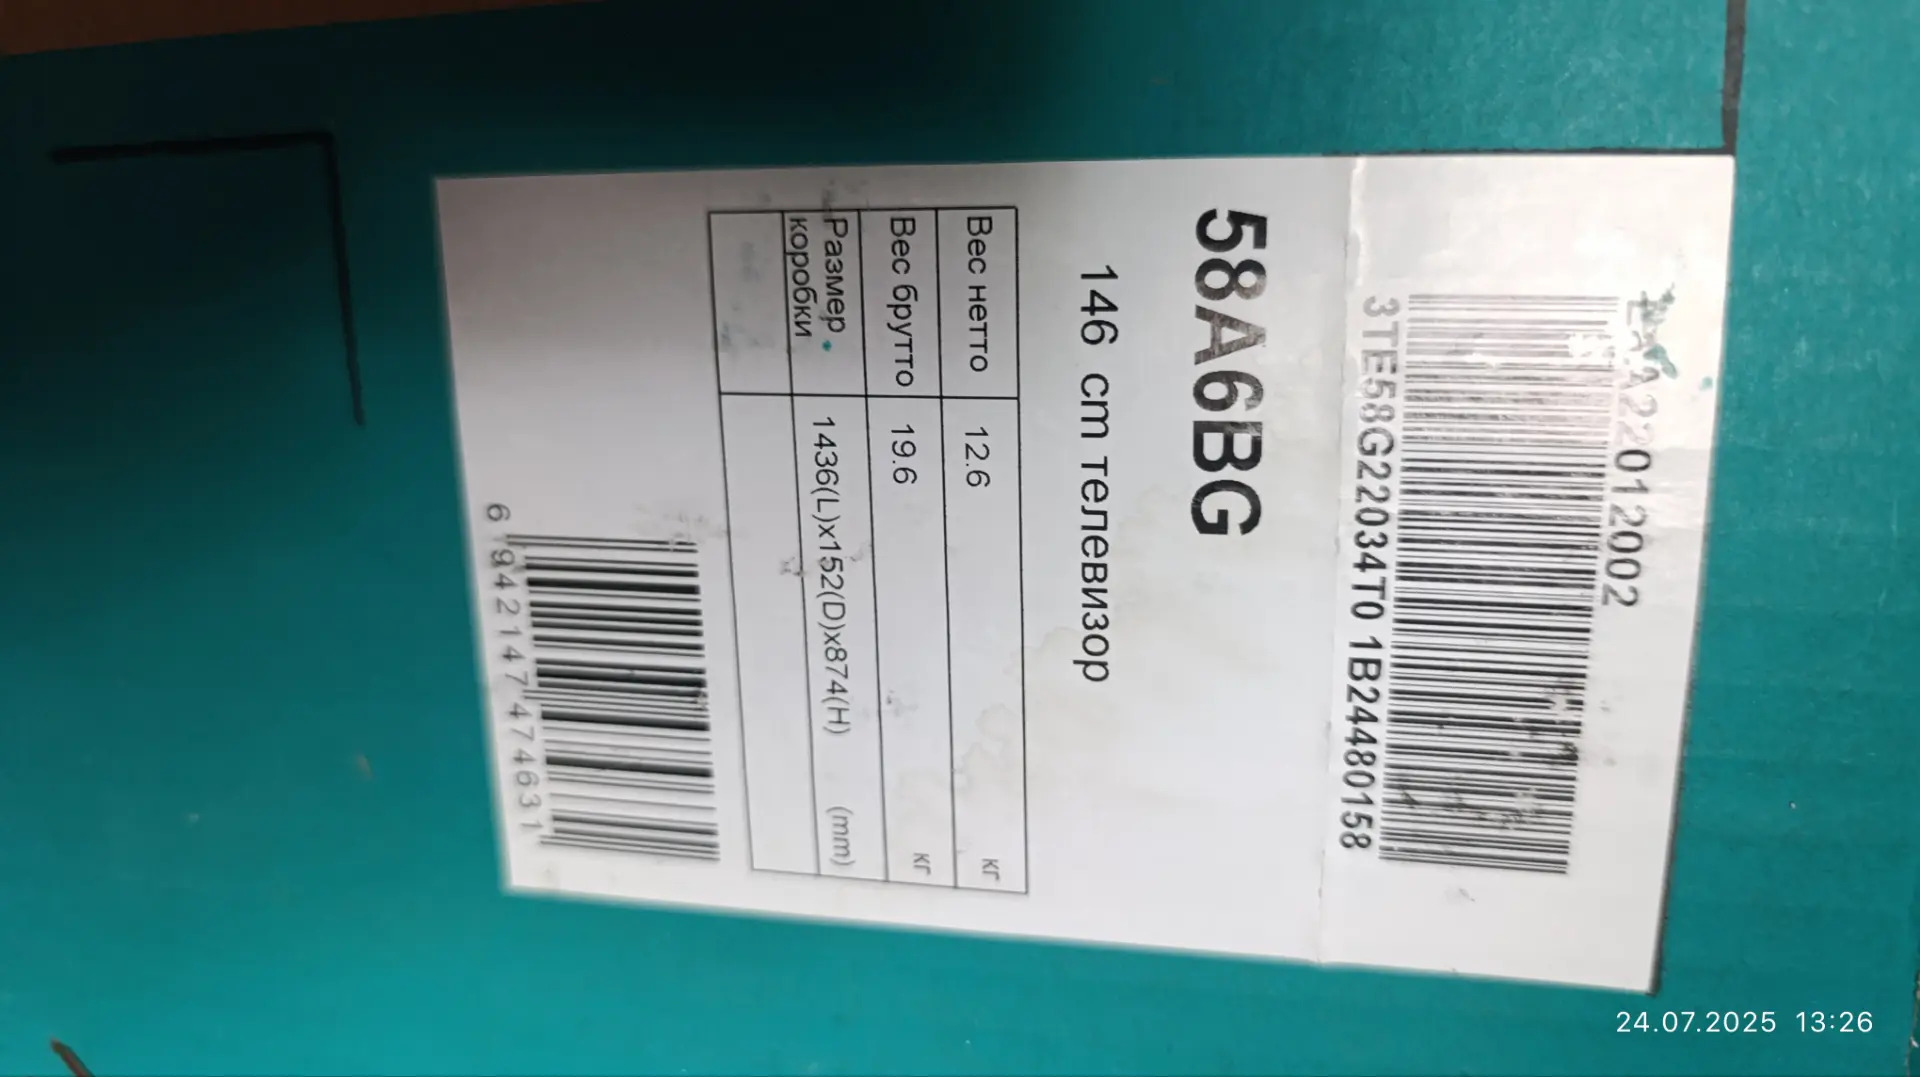 2012002
3TE58G22034T0 1B24480158
58A6BG
146 cm телевизор
Вес нетто 12.6 кг
Вес брутто 19.6 кг
Размер коробки 1436(L)x152(D)x874(H) (mm)
6 942147 474631
24.07.2025 13:26